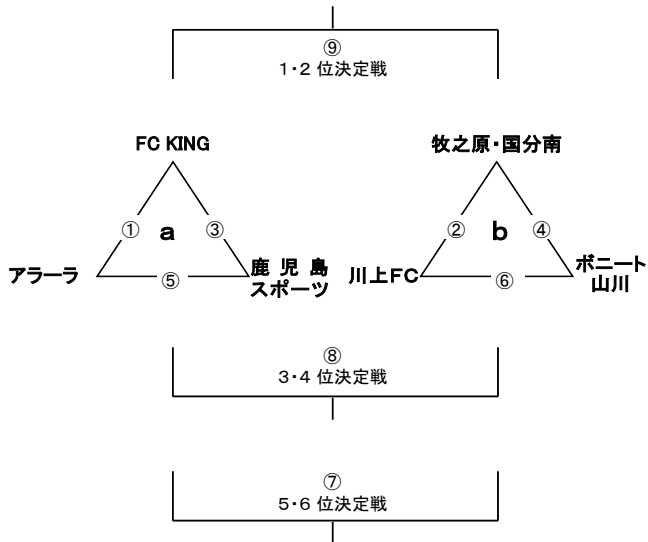 ⑨
1・2 位決定戦
FC KING
牧之原・国分南
①
a
③
②
b
④
アラーラ
⑤
鹿 児 島
スポーツ
川上FC
⑥
ボニート
山川
⑧
3・4 位決定戦
⑦
5・6 位決定戦